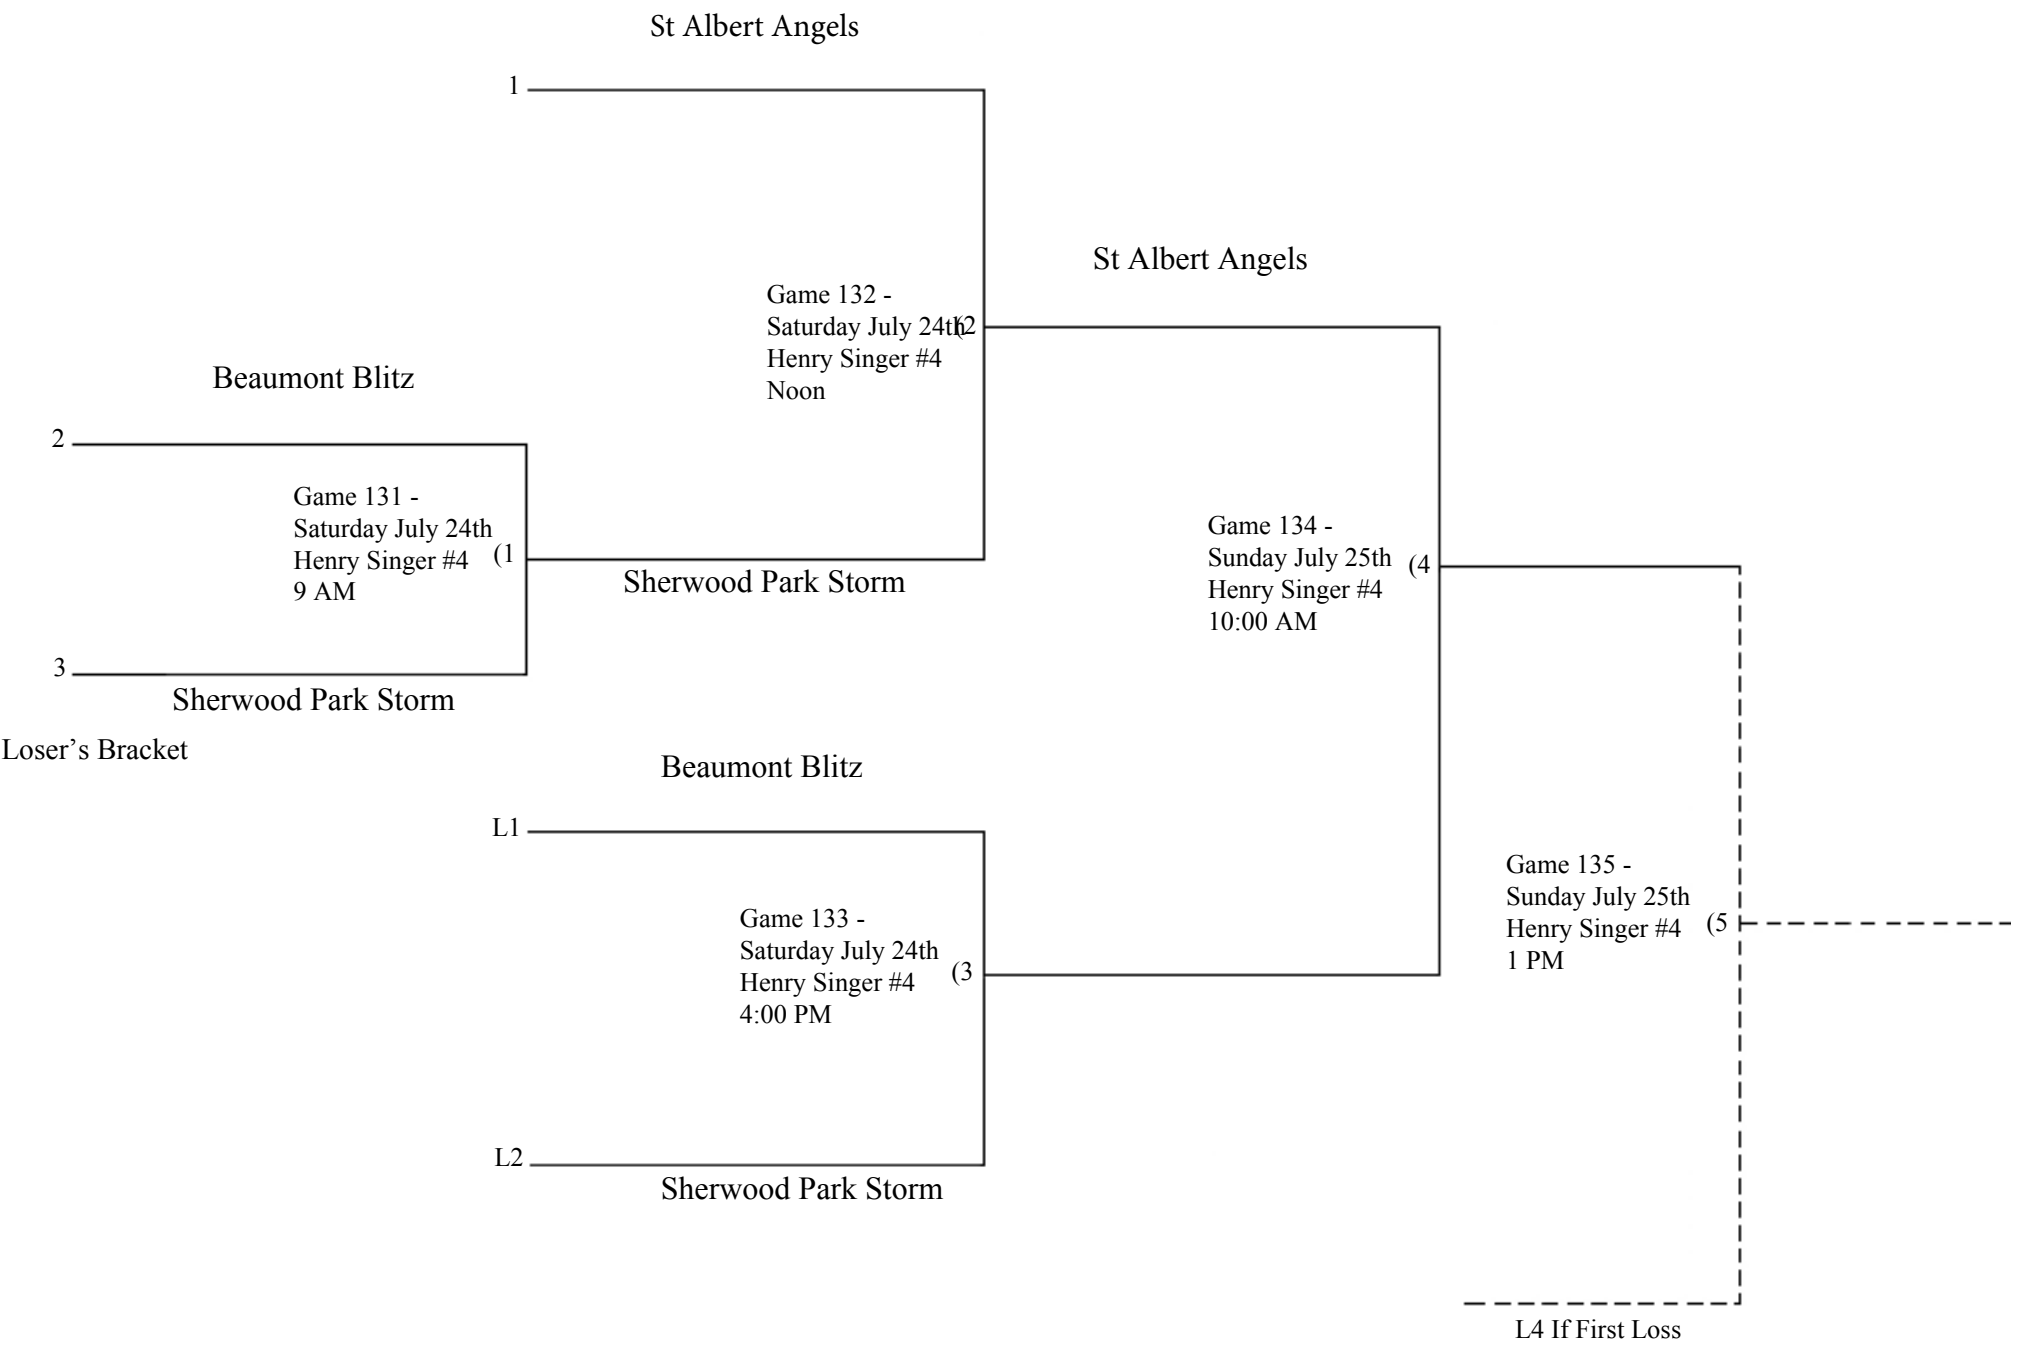 St Albert Angels
1
St Albert Angels
Game 132 -
Saturday July 24th
(2
Henry Singer #4
Noon
Beaumont Blitz
2
Game 131 -
Saturday July 24th
Henry Singer #4
(1
9 AM
Sherwood Park Storm
Game 134 -
Sunday July 25th
Henry Singer #4
(4
10:00 AM
3
Sherwood Park Storm
Loser’s Bracket
Beaumont Blitz
L1
Game 133 -
Saturday July 24th
Henry Singer #4
(3
4:00 PM
Game 135 -
Sunday July 25th
Henry Singer #4
(5
1 PM
L2
Sherwood Park Storm
L4 If First Loss